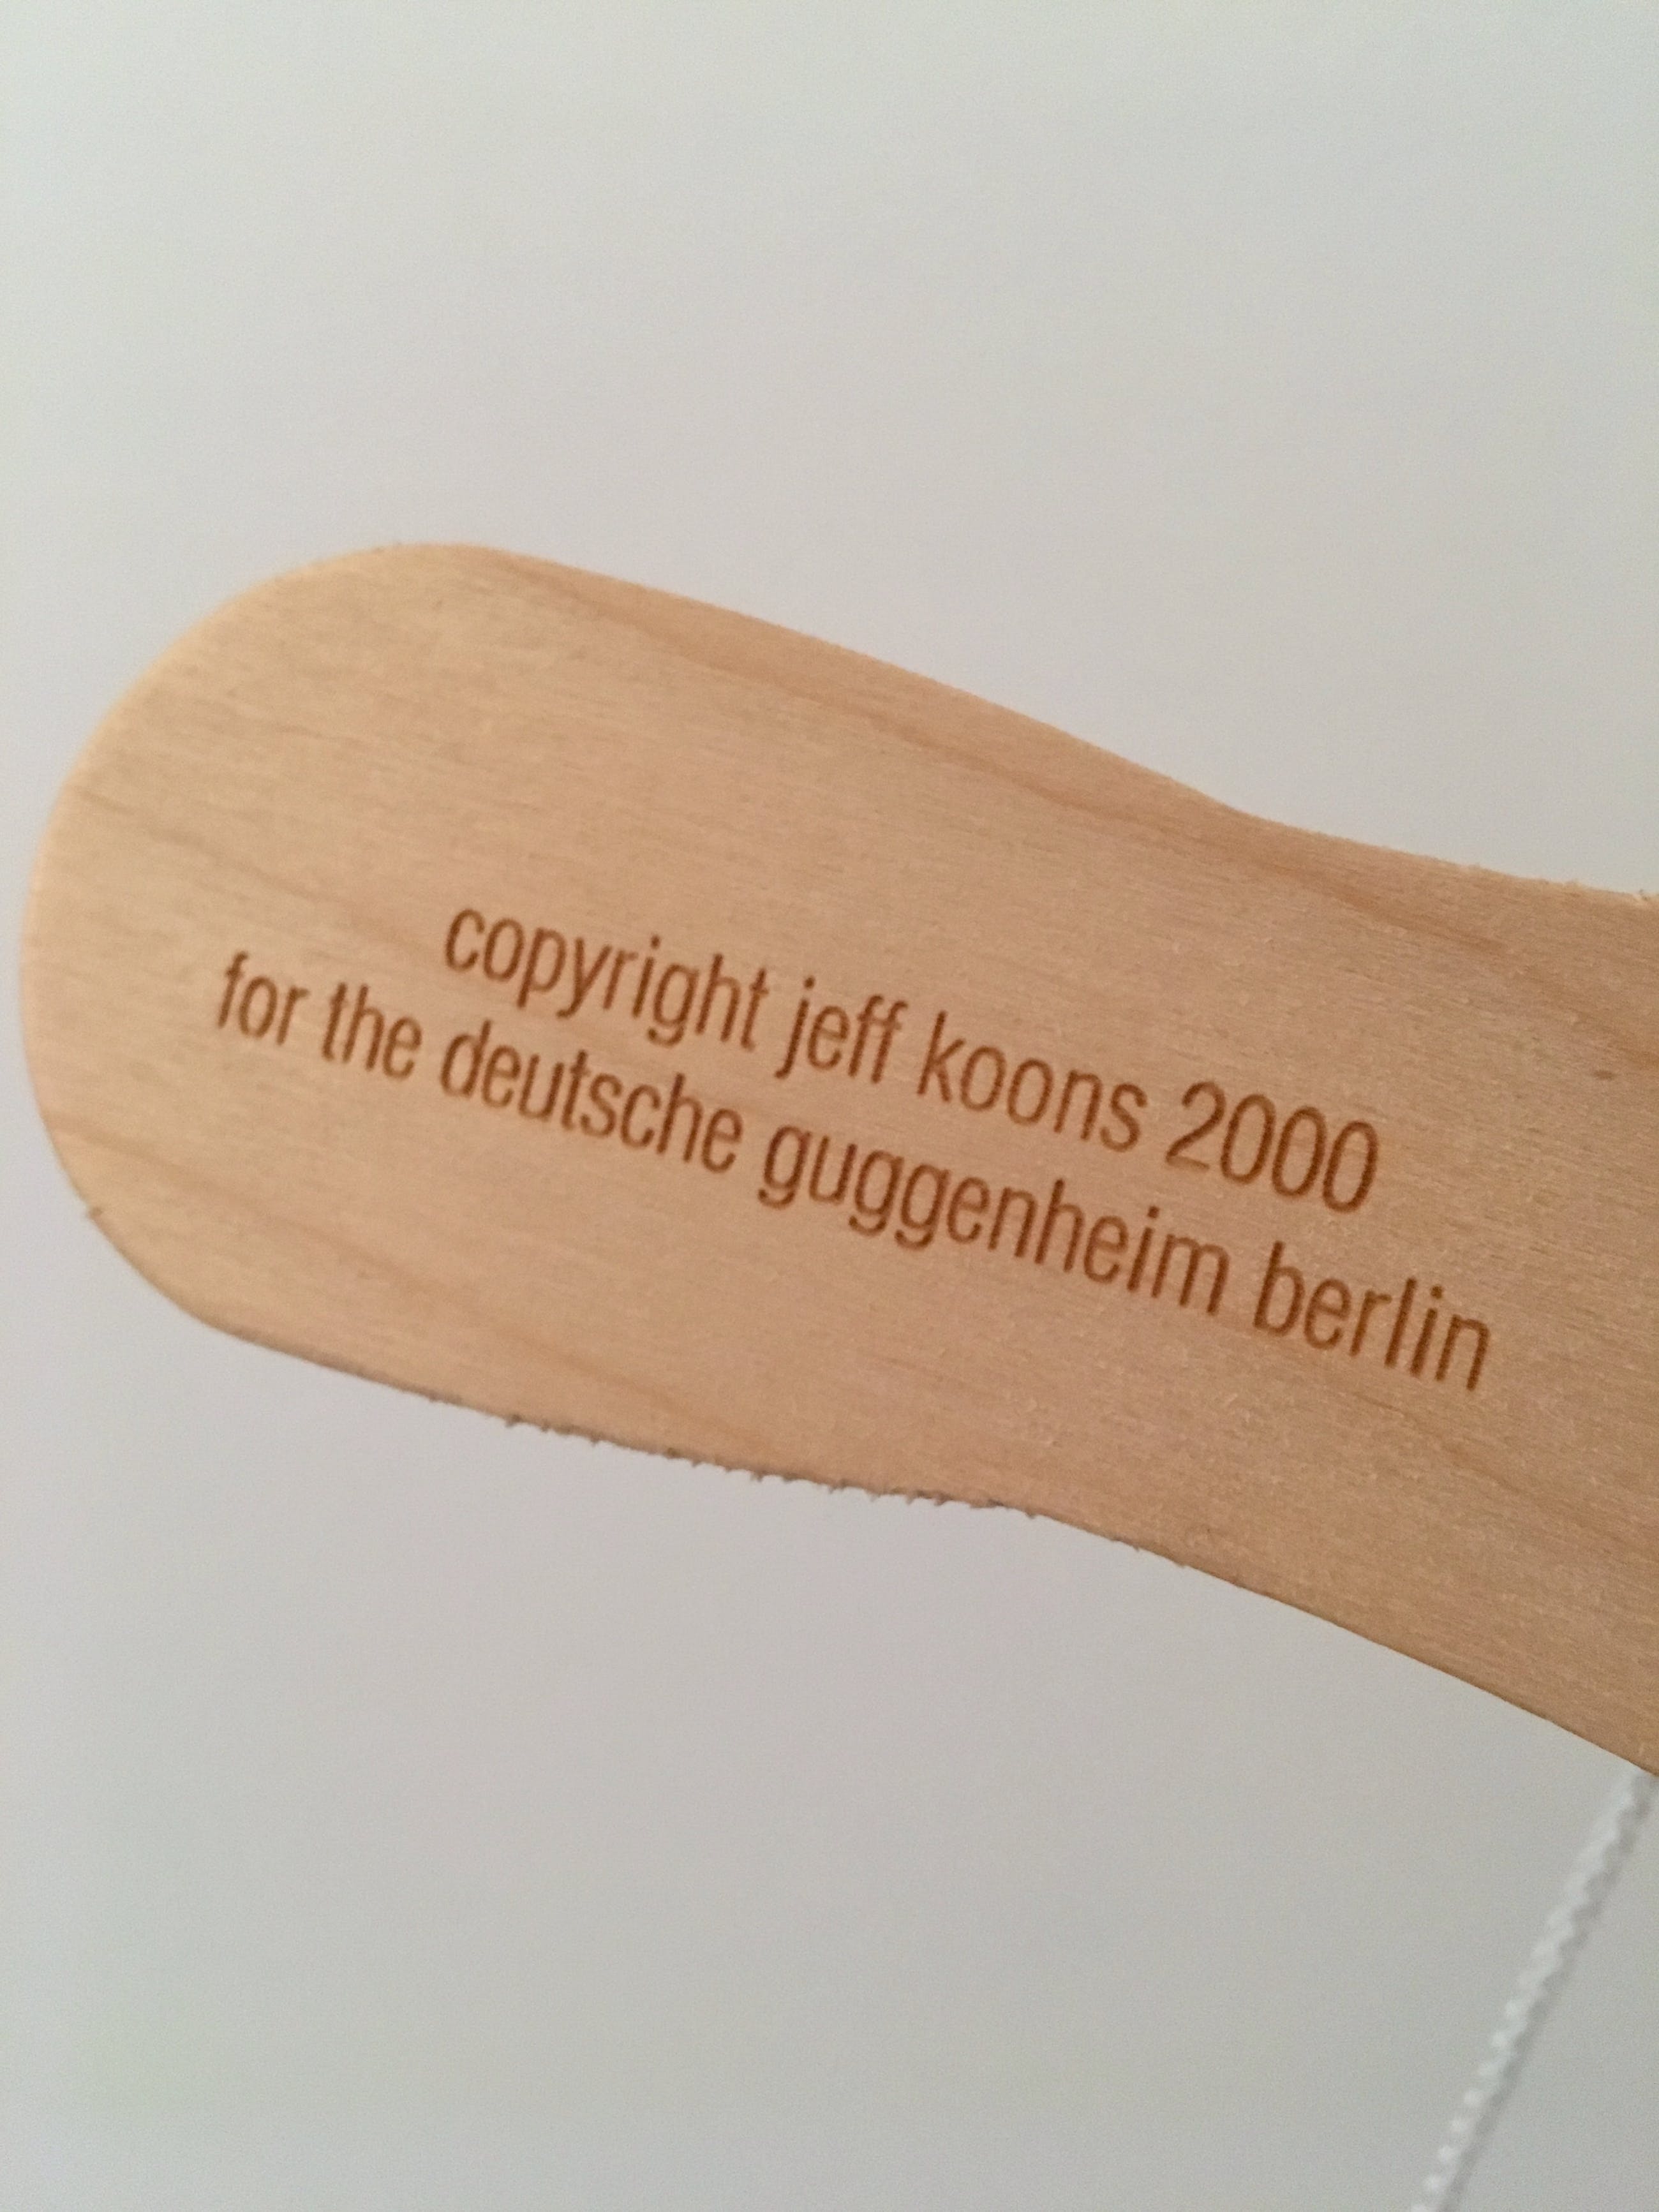 copyright jeff koons 2000
for the deutsche guggenheim berlin